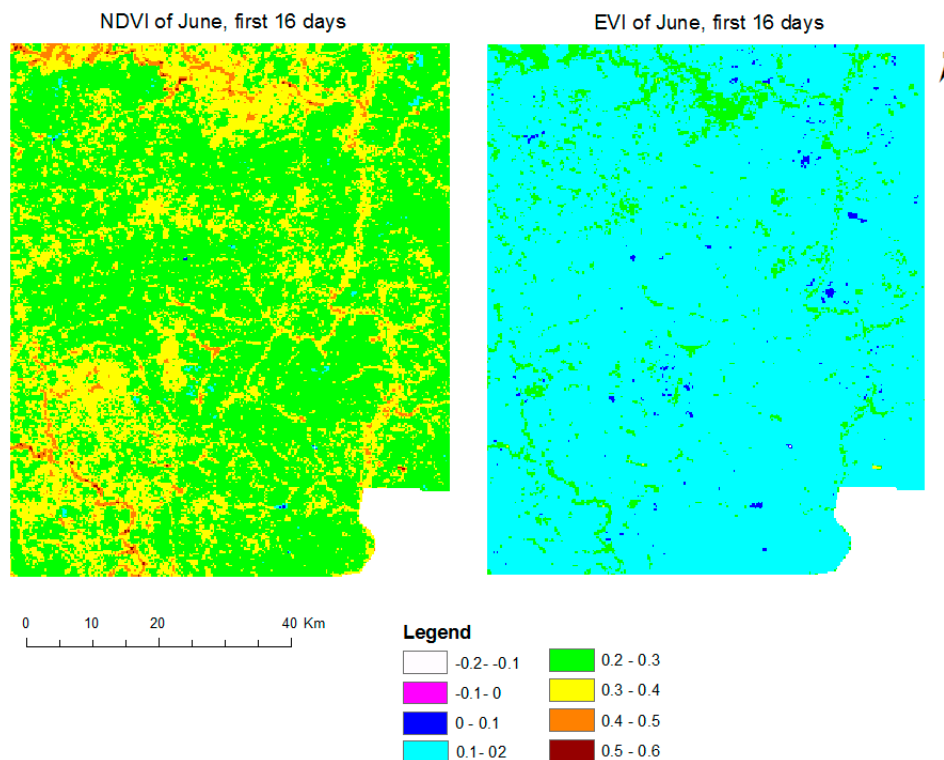 NDVI of June, first 16 days
EVI of June, first 16 days
0 10 20 40 Km
Legend
-0.2- -0.1
-0.1- 0
0 - 0.1
0.1- 02
0.2 - 0.3
0.3 - 0.4
0.4 - 0.5
0.5 - 0.6